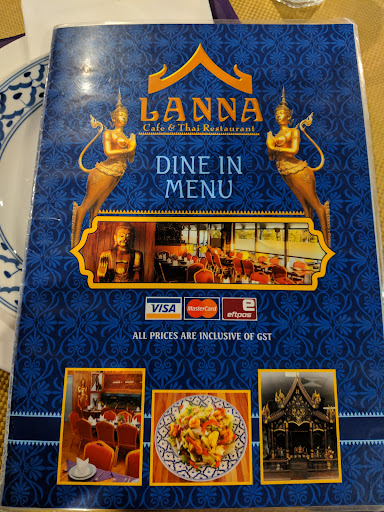 LANNA
Cafe & Thai Restaurant
DINE IN
MENU
VISA
MasterCard
e
eftpos
ALL PRICES ARE INCLUSIVE OF GST